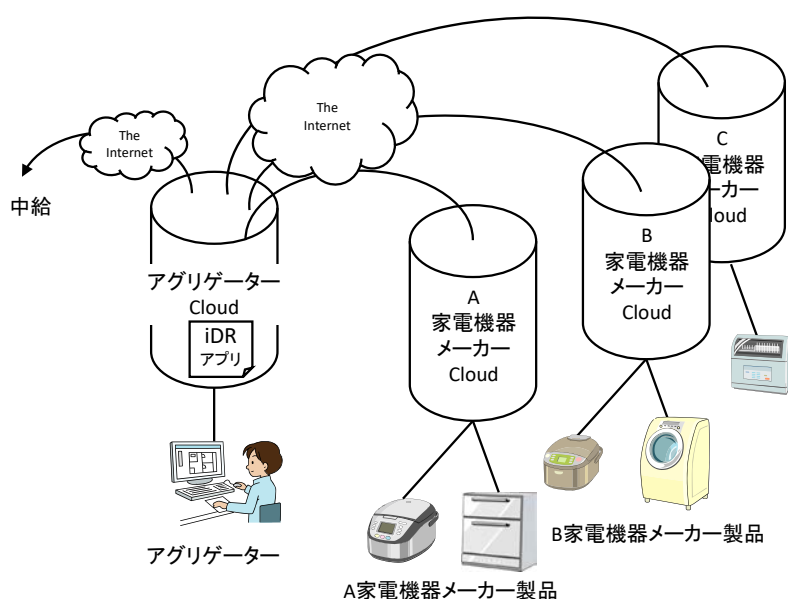 The
Internet
The
Internet
中給
アグリゲーター
Cloud
iDR
アプリ
アグリゲーター
A
家電機器
メーカー
Cloud
B
家電機器
メーカー
Cloud
C
電機器
ーカー
loud
A家電機器メーカー製品
B家電機器メーカー製品